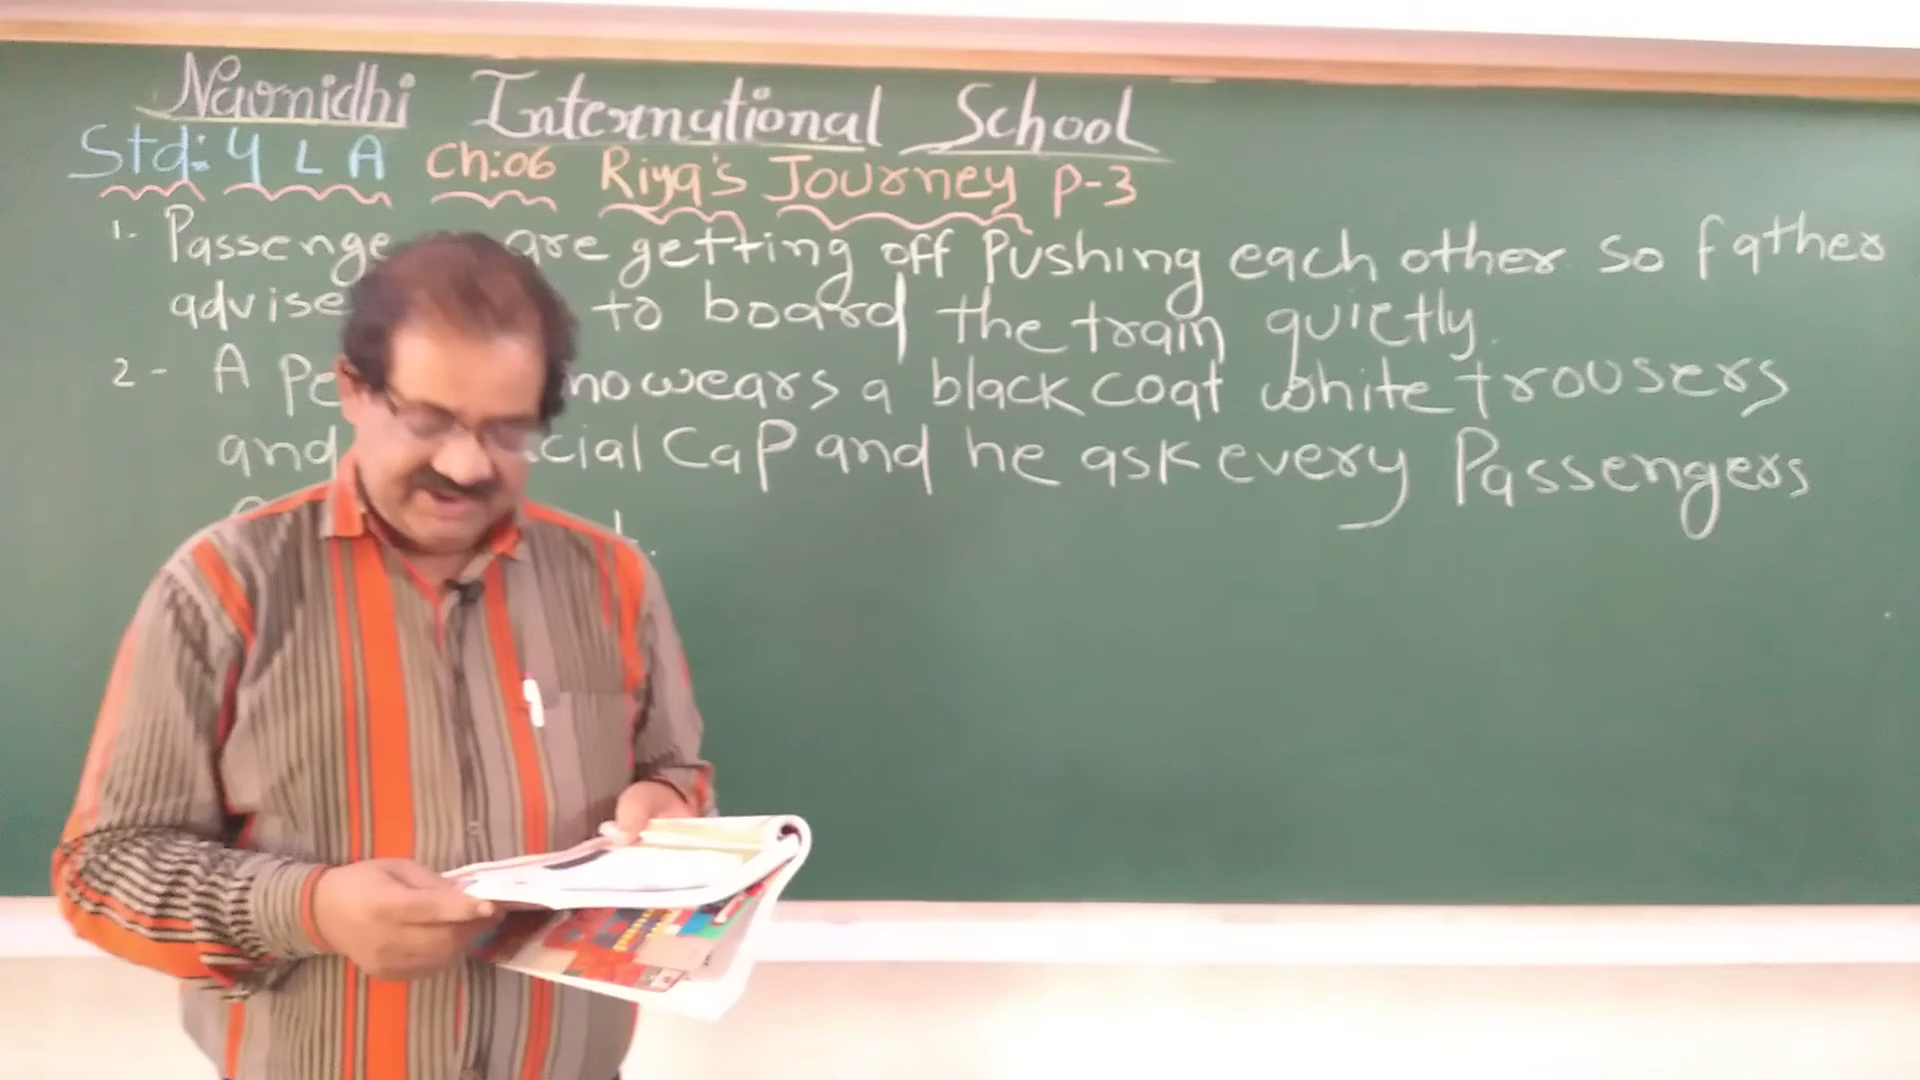 Navnidhi International School
Std: 4 L A Ch:06 Riya's Journey P-3
1. Passenge are getting off Pushing each other so father
advise to board the train quietly.
2 - A Pe wears a black coat white trousers
and cial Cap and he ask every Passengers